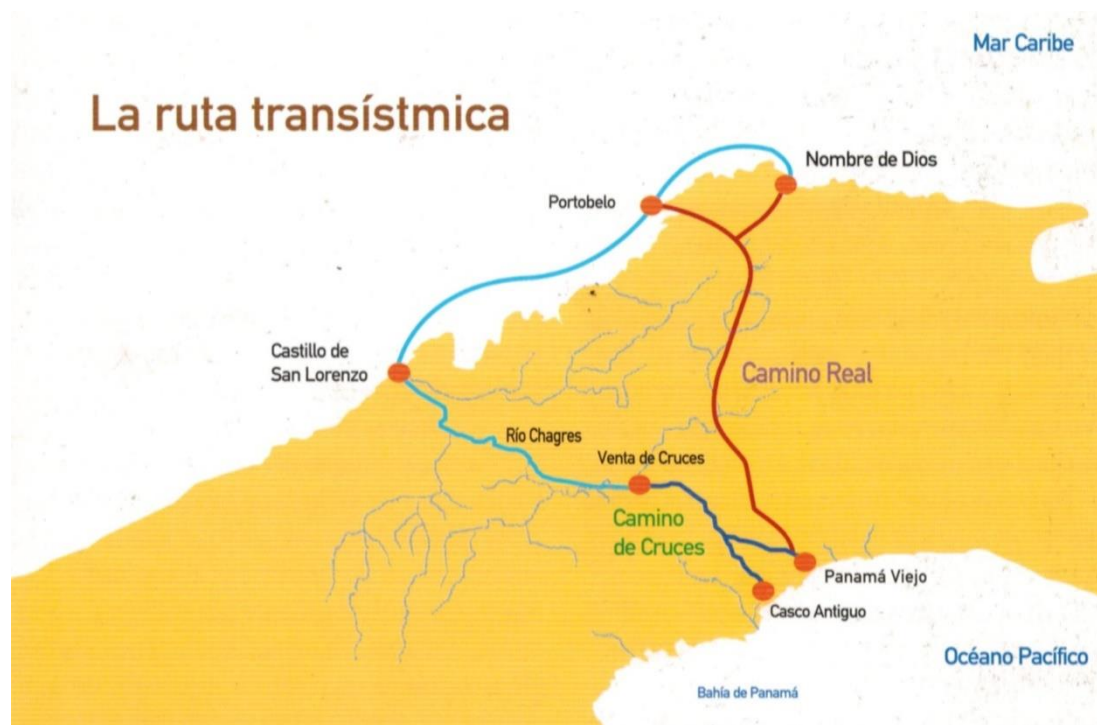 Mar Caribe
La ruta transístmica
Nombre de Dios
Portobelo
Castillo de
San Lorenzo
Camino Real
Río Chagres
Venta de Cruces
Camino
de Cruces
Panamá Viejo
Casco Antiguo
Océano Pacífico
Bahía de Panamá